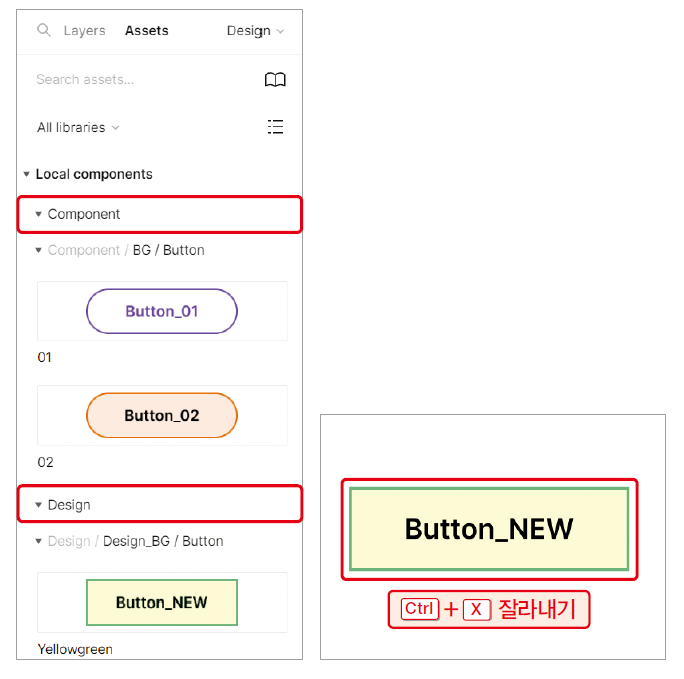 Layers Assets Design
Search assets...
All libraries
Local components
Component
Component / BG / Button
Button_01
01
Button_02
02
Design
Design / Design_BG / Button
Button_NEW
Yellowgreen
Button_NEW
Ctrl + X 잘라내기